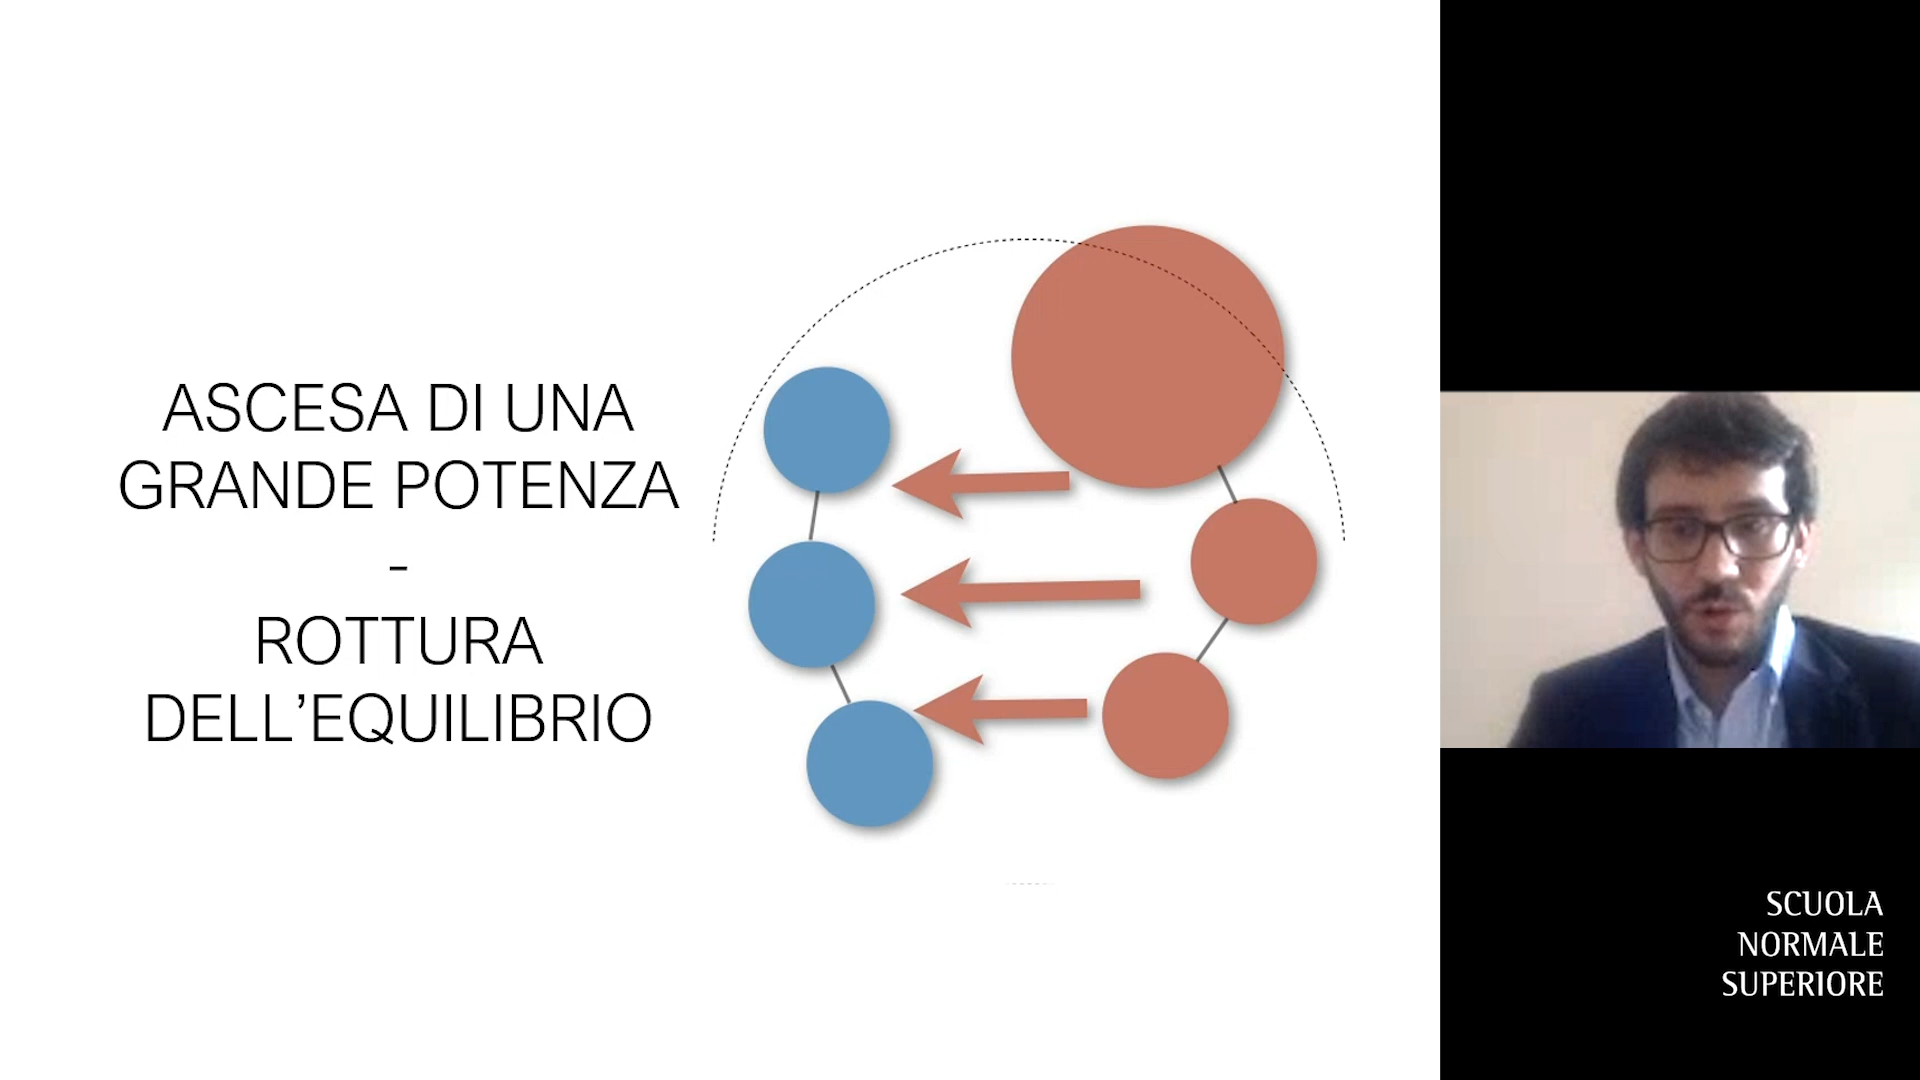 ASCESA DI UNA
GRANDE POTENZA
-
ROTTURA
DELL’EQUILIBRIO
SCUOLA
NORMALE
SUPERIORE